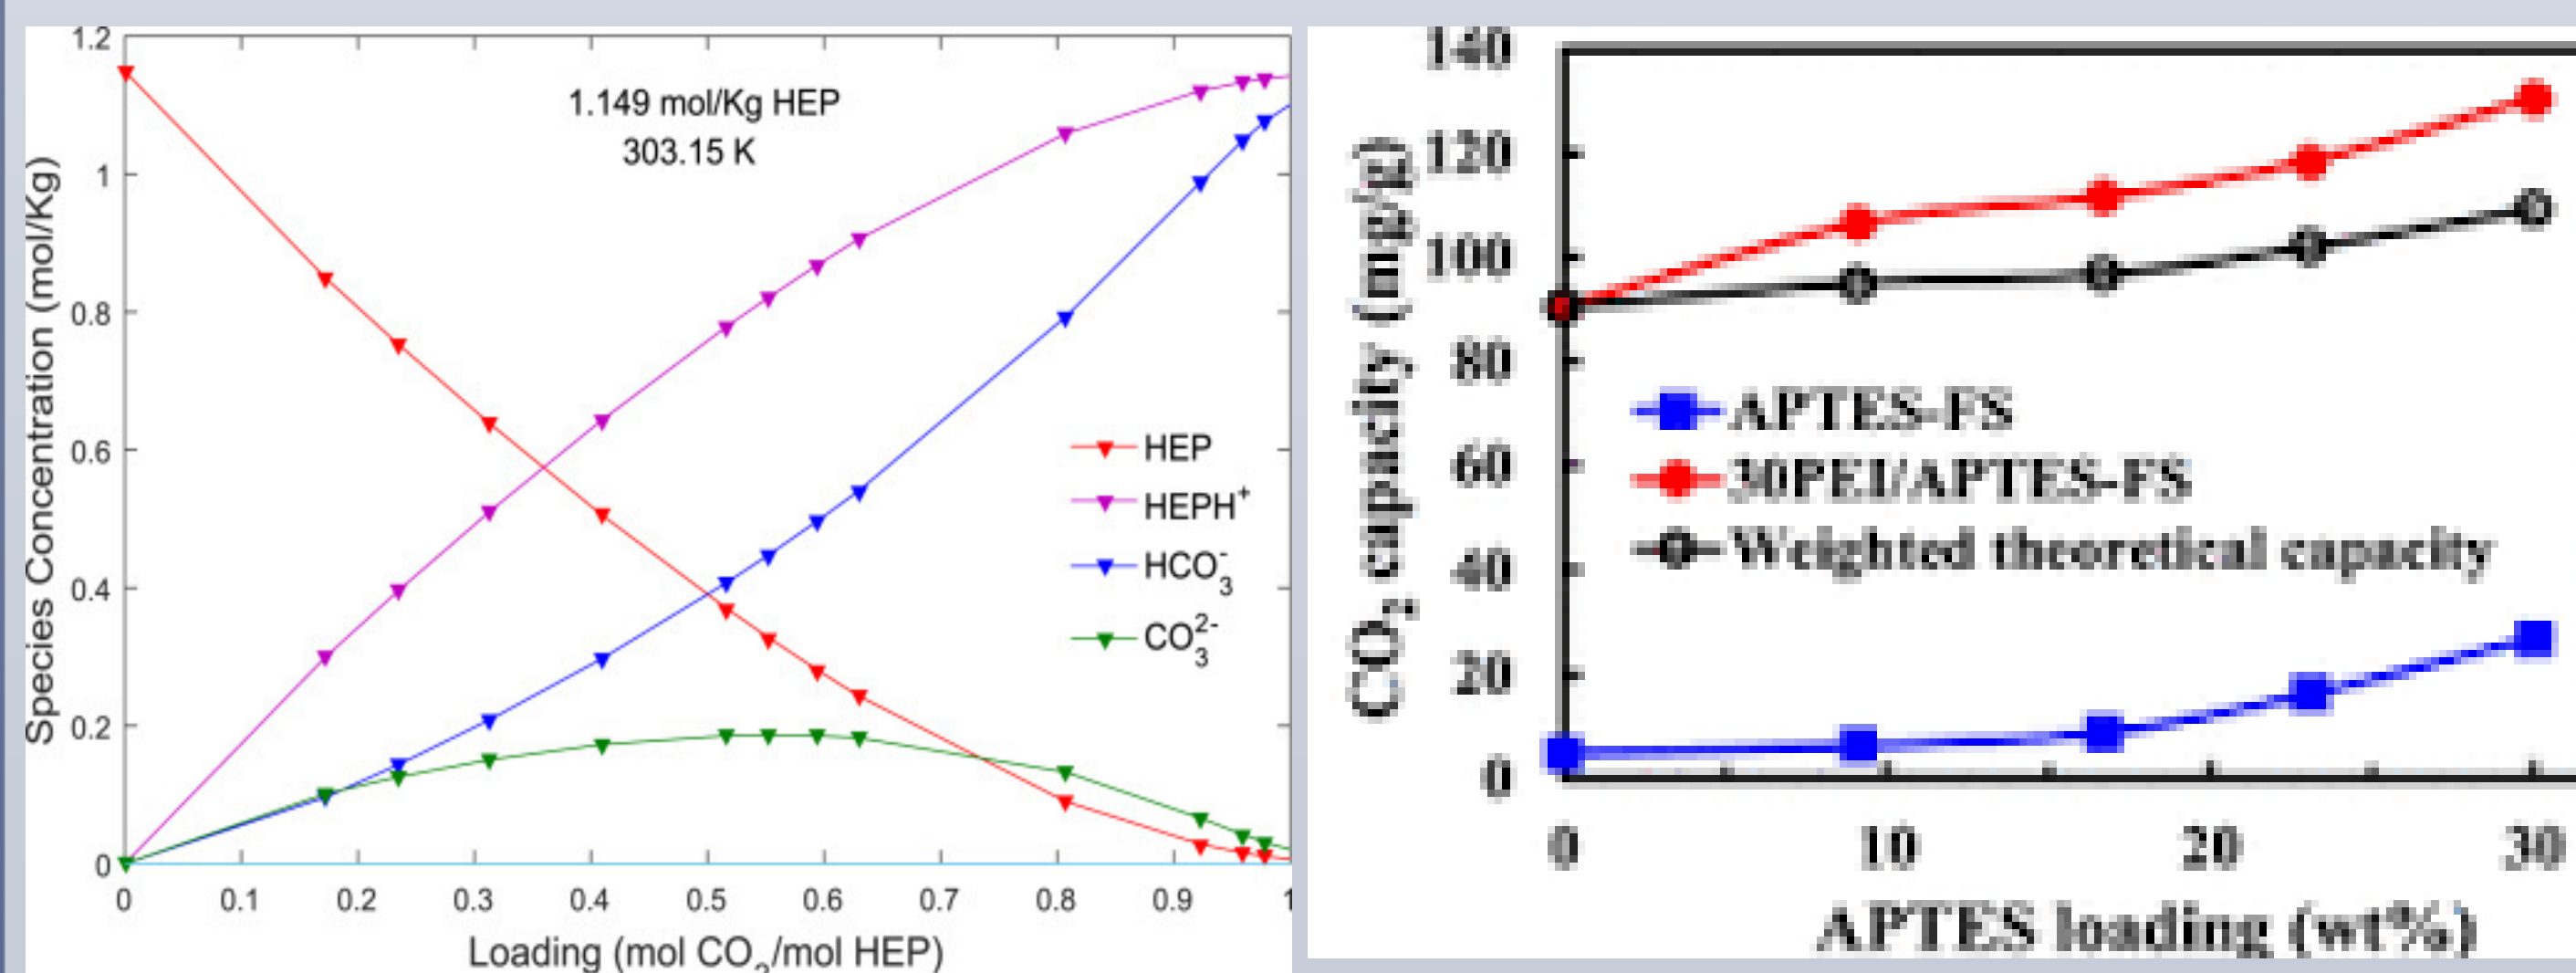 1.2
1
0.8
0.6
0.4
0.2
0
Species Concentration (mol/Kg)
1.149 mol/Kg HEP
303.15 K
HEP
HEPH⁺
HCO₃⁻
CO₃²⁻
0 0.1 0.2 0.3 0.4 0.5 0.6 0.7 0.8 0.9 1
Loading (mol CO₂/mol HEP)
140
120
100
80
60
40
20
0
CO₂ capacity (mg/g)
APTES-FS
30PEI/APTES-FS
Weighted theoretical capacity
0 10 20 30
APTES loading (wt%)